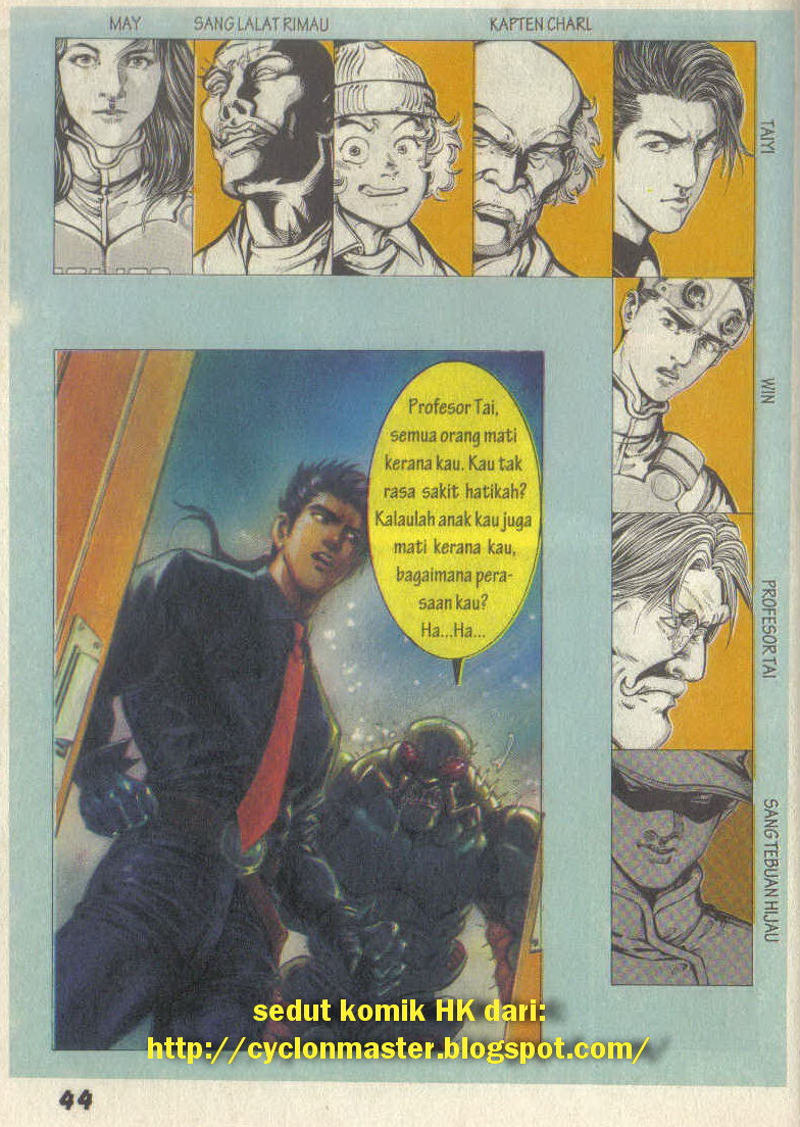 MAY
SANG LALAT RIMAU
KAPTEN CHARL
TAIYI
WIN
PROFESOR TAI
SANG TEBUAN HIJAU
Profesor Tai,
semua orang mati
kerana kau. Kau tak
rasa sakit hatikah?
Kalaulah anak kau juga
mati kerana kau,
bagaimana pera-
saan kau?
Ha...Ha...
sedut komik HK dari:
http://cyclonmaster.blogspot.com/
44